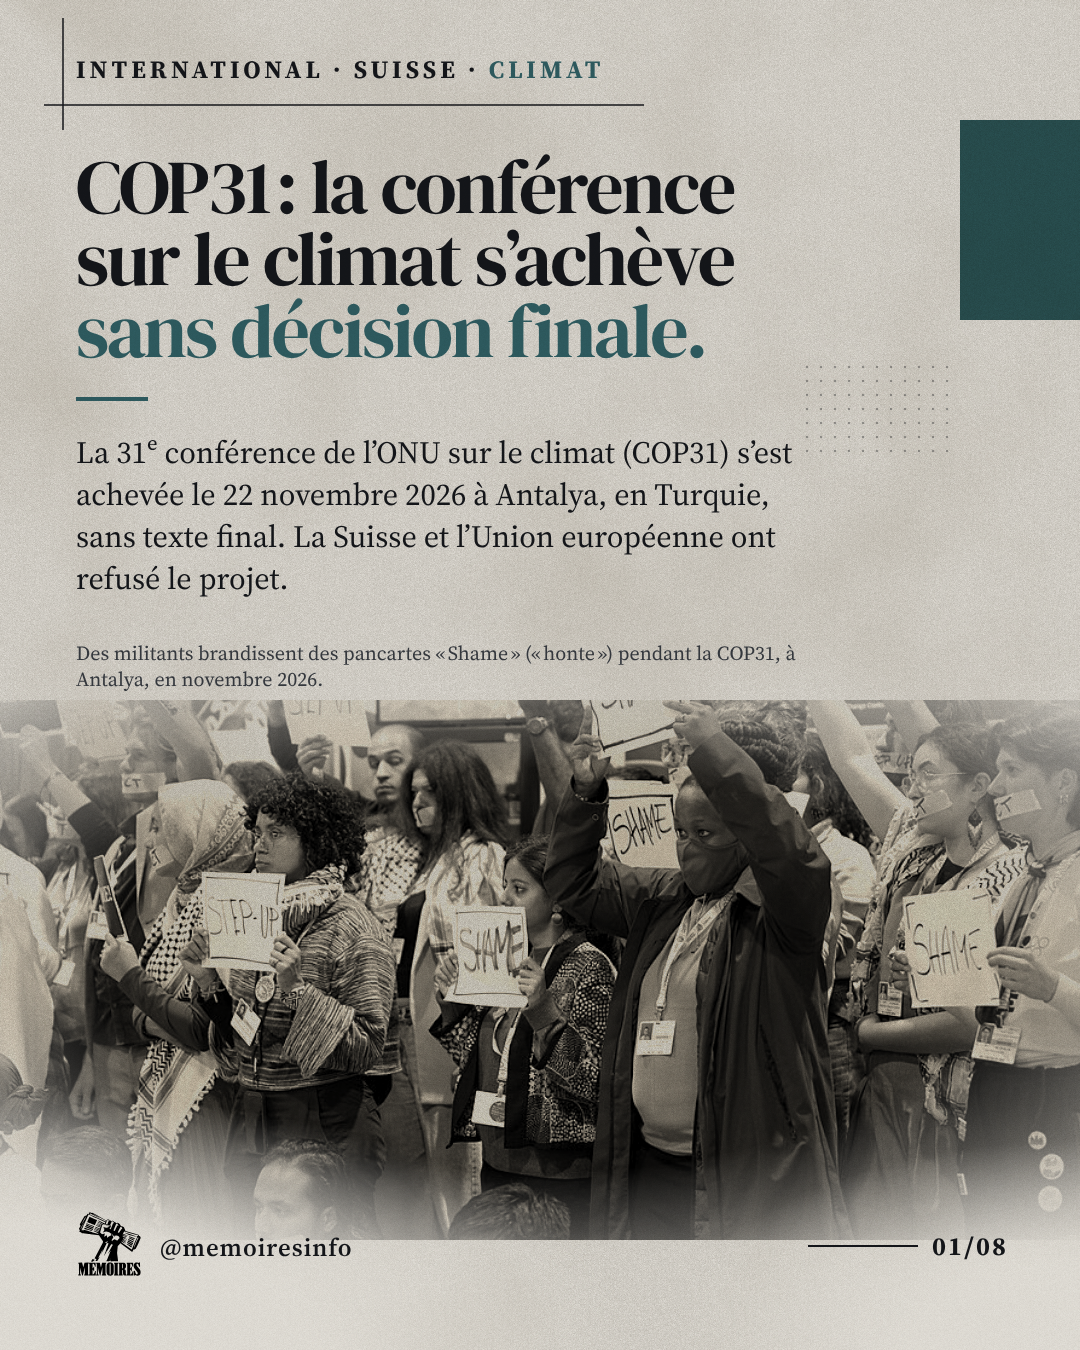 INTERNATIONAL · SUISSE · CLIMAT
COP31 : la conférence
sur le climat s’achève
sans décision finale.
La 31e conférence de l’ONU sur le climat (COP31) s’est
achevée le 22 novembre 2026 à Antalya, en Turquie,
sans texte final. La Suisse et l’Union européenne ont
refusé le projet.
Des militants brandissent des pancartes « Shame » (« honte ») pendant la COP31, à
Antalya, en novembre 2026.
SHAME
STEP-UP
SHAME
SHAME
MÉMOIRES
@memoiresinfo
01/08